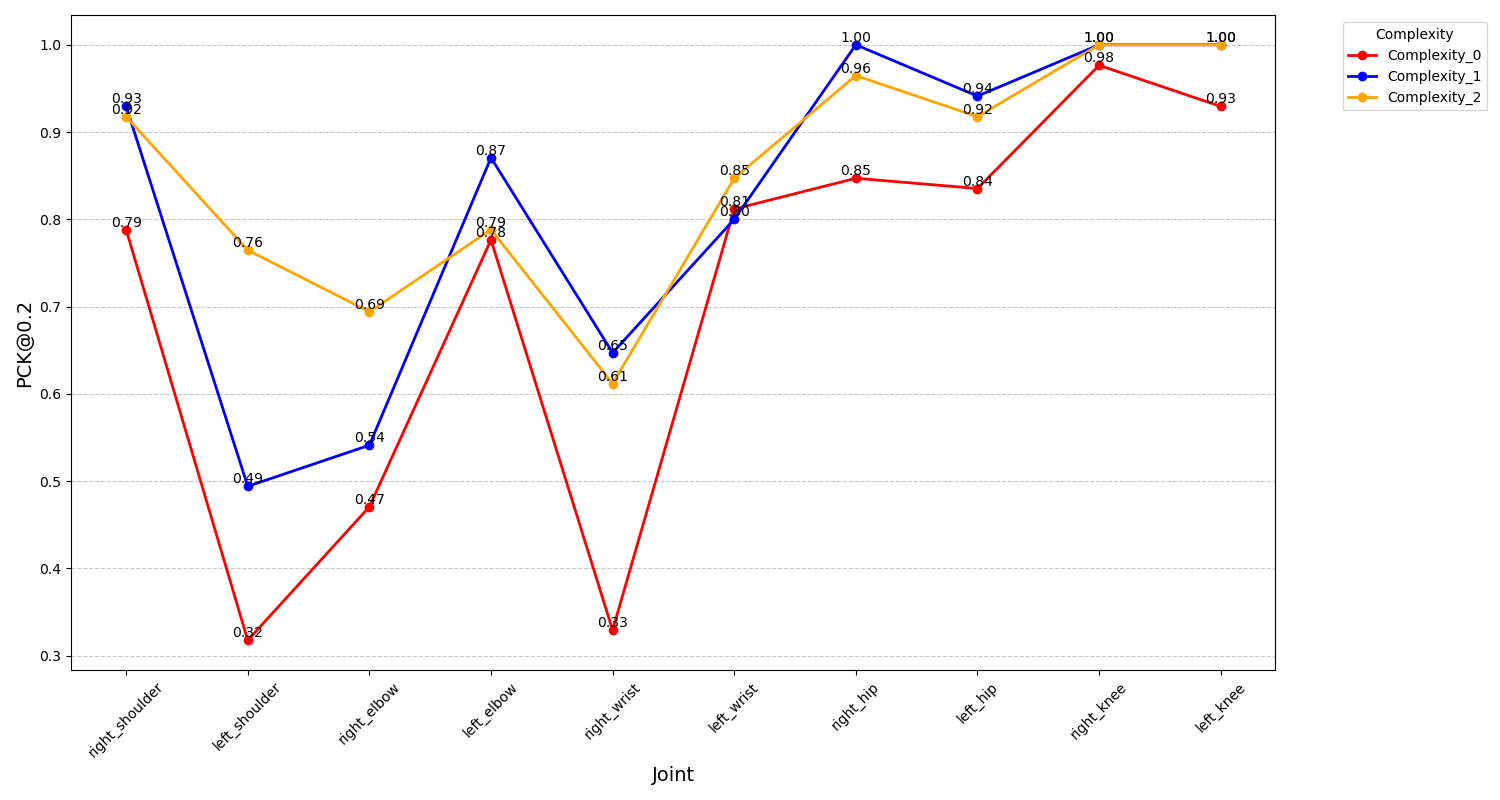 Complexity
Complexity_0
Complexity_1
Complexity_2
PCK@0.2
1.0
0.9
0.8
0.7
0.6
0.5
0.4
0.3
0.93
0.92
0.79
0.76
0.49
0.32
0.69
0.54
0.47
0.87
0.79
0.78
0.65
0.61
0.33
0.85
0.81
0.80
1.00
0.96
0.85
0.94
0.92
0.84
1.00
1.00
0.98
1.00
1.00
0.93
right_shoulder
left_shoulder
right_elbow
left_elbow
right_wrist
left_wrist
right_hip
left_hip
right_knee
left_knee
Joint